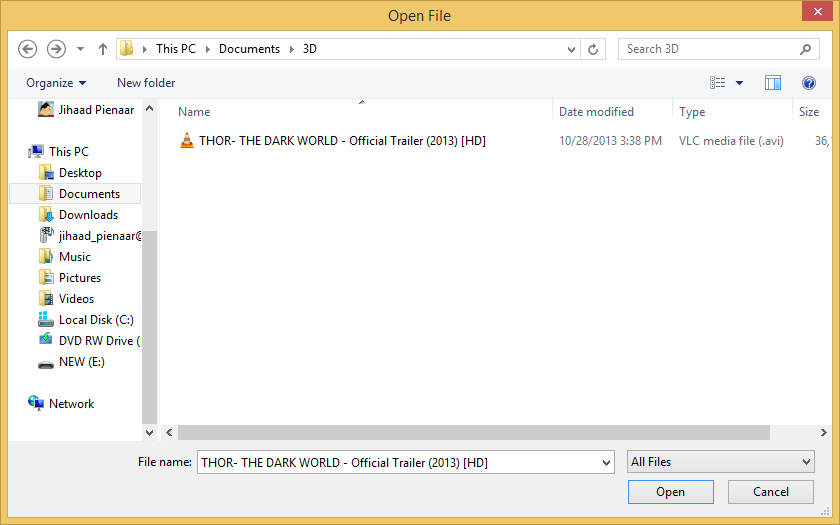 Open File
This PC Documents 3D
Search 3D
Organize New folder
Name Date modified Type Size
THOR- THE DARK WORLD - Official Trailer (2013) [HD] 10/28/2013 3:38 PM VLC media file (.avi) 36,
Jihaad Pienaar
This PC
Desktop
Documents
Downloads
jihaad_pienaar@
Music
Pictures
Videos
Local Disk (C:)
DVD RW Drive (
NEW (E:)
Network
File name: THOR- THE DARK WORLD - Official Trailer (2013) [HD] All Files
Open Cancel